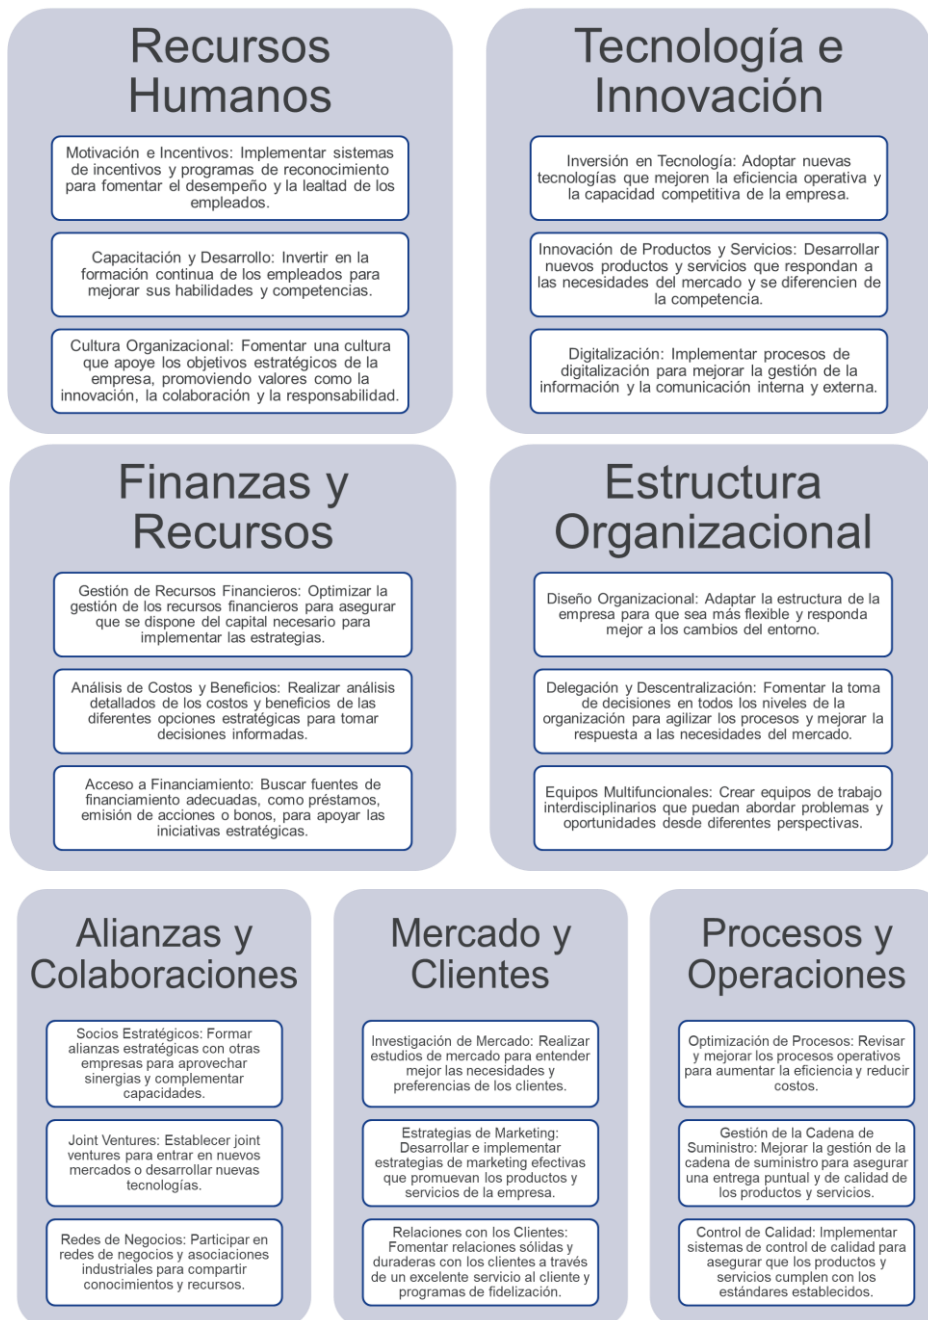 Recursos
Humanos
Motivación e Incentivos: Implementar sistemas
de incentivos y programas de reconocimiento
para fomentar el desempeño y la lealtad de los
empleados.
Capacitación y Desarrollo: Invertir en la
formación continua de los empleados para
mejorar sus habilidades y competencias.
Cultura Organizacional: Fomentar una cultura
que apoye los objetivos estratégicos de la
empresa, promoviendo valores como la
innovación, la colaboración y la responsabilidad.
Tecnología e
Innovación
Inversión en Tecnología: Adoptar nuevas
tecnologías que mejoren la eficiencia operativa y
la capacidad competitiva de la empresa.
Innovación de Productos y Servicios: Desarrollar
nuevos productos y servicios que respondan a
las necesidades del mercado y se diferencien de
la competencia.
Digitalización: Implementar procesos de
digitalización para mejorar la gestión de la
información y la comunicación interna y externa.
Finanzas y
Recursos
Gestión de Recursos Financieros: Optimizar la
gestión de los recursos financieros para asegurar
que se dispone del capital necesario para
implementar las estrategias.
Análisis de Costos y Beneficios: Realizar análisis
detallados de los costos y beneficios de las
diferentes opciones estratégicas para tomar
decisiones informadas.
Acceso a Financiamiento: Buscar fuentes de
financiamiento adecuadas, como préstamos,
emisión de acciones o bonos, para apoyar las
iniciativas estratégicas.
Estructura
Organizacional
Diseño Organizacional: Adaptar la estructura de la
empresa para que sea más flexible y responda
mejor a los cambios del entorno.
Delegación y Descentralización: Fomentar la toma
de decisiones en todos los niveles de la
organización para agilizar los procesos y mejorar la
respuesta a las necesidades del mercado.
Equipos Multifuncionales: Crear equipos de trabajo
interdisciplinarios que puedan abordar problemas y
oportunidades desde diferentes perspectivas.
Alianzas y
Colaboraciones
Socios Estratégicos: Formar
alianzas estratégicas con otras
empresas para aprovechar
sinergias y complementar
capacidades.
Joint Ventures: Establecer joint
ventures para entrar en nuevos
mercados o desarrollar nuevas
tecnologías.
Redes de Negocios: Participar en
redes de negocios y asociaciones
industriales para compartir
conocimientos y recursos.
Mercado y
Clientes
Investigación de Mercado: Realizar
estudios de mercado para entender
mejor las necesidades y
preferencias de los clientes.
Estrategias de Marketing:
Desarrollar e implementar
estrategias de marketing efectivas
que promuevan los productos y
servicios de la empresa.
Relaciones con los Clientes:
Fomentar relaciones sólidas y
duraderas con los clientes a través
de un excelente servicio al cliente y
programas de fidelización.
Procesos y
Operaciones
Optimización de Procesos: Revisar
y mejorar los procesos operativos
para aumentar la eficiencia y reducir
costos.
Gestión de la Cadena de
Suministro: Mejorar la gestión de la
cadena de suministro para asegurar
una entrega puntual y de calidad de
los productos y servicios.
Control de Calidad: Implementar
sistemas de control de calidad para
asegurar que los productos y
servicios cumplen con los
estándares establecidos.